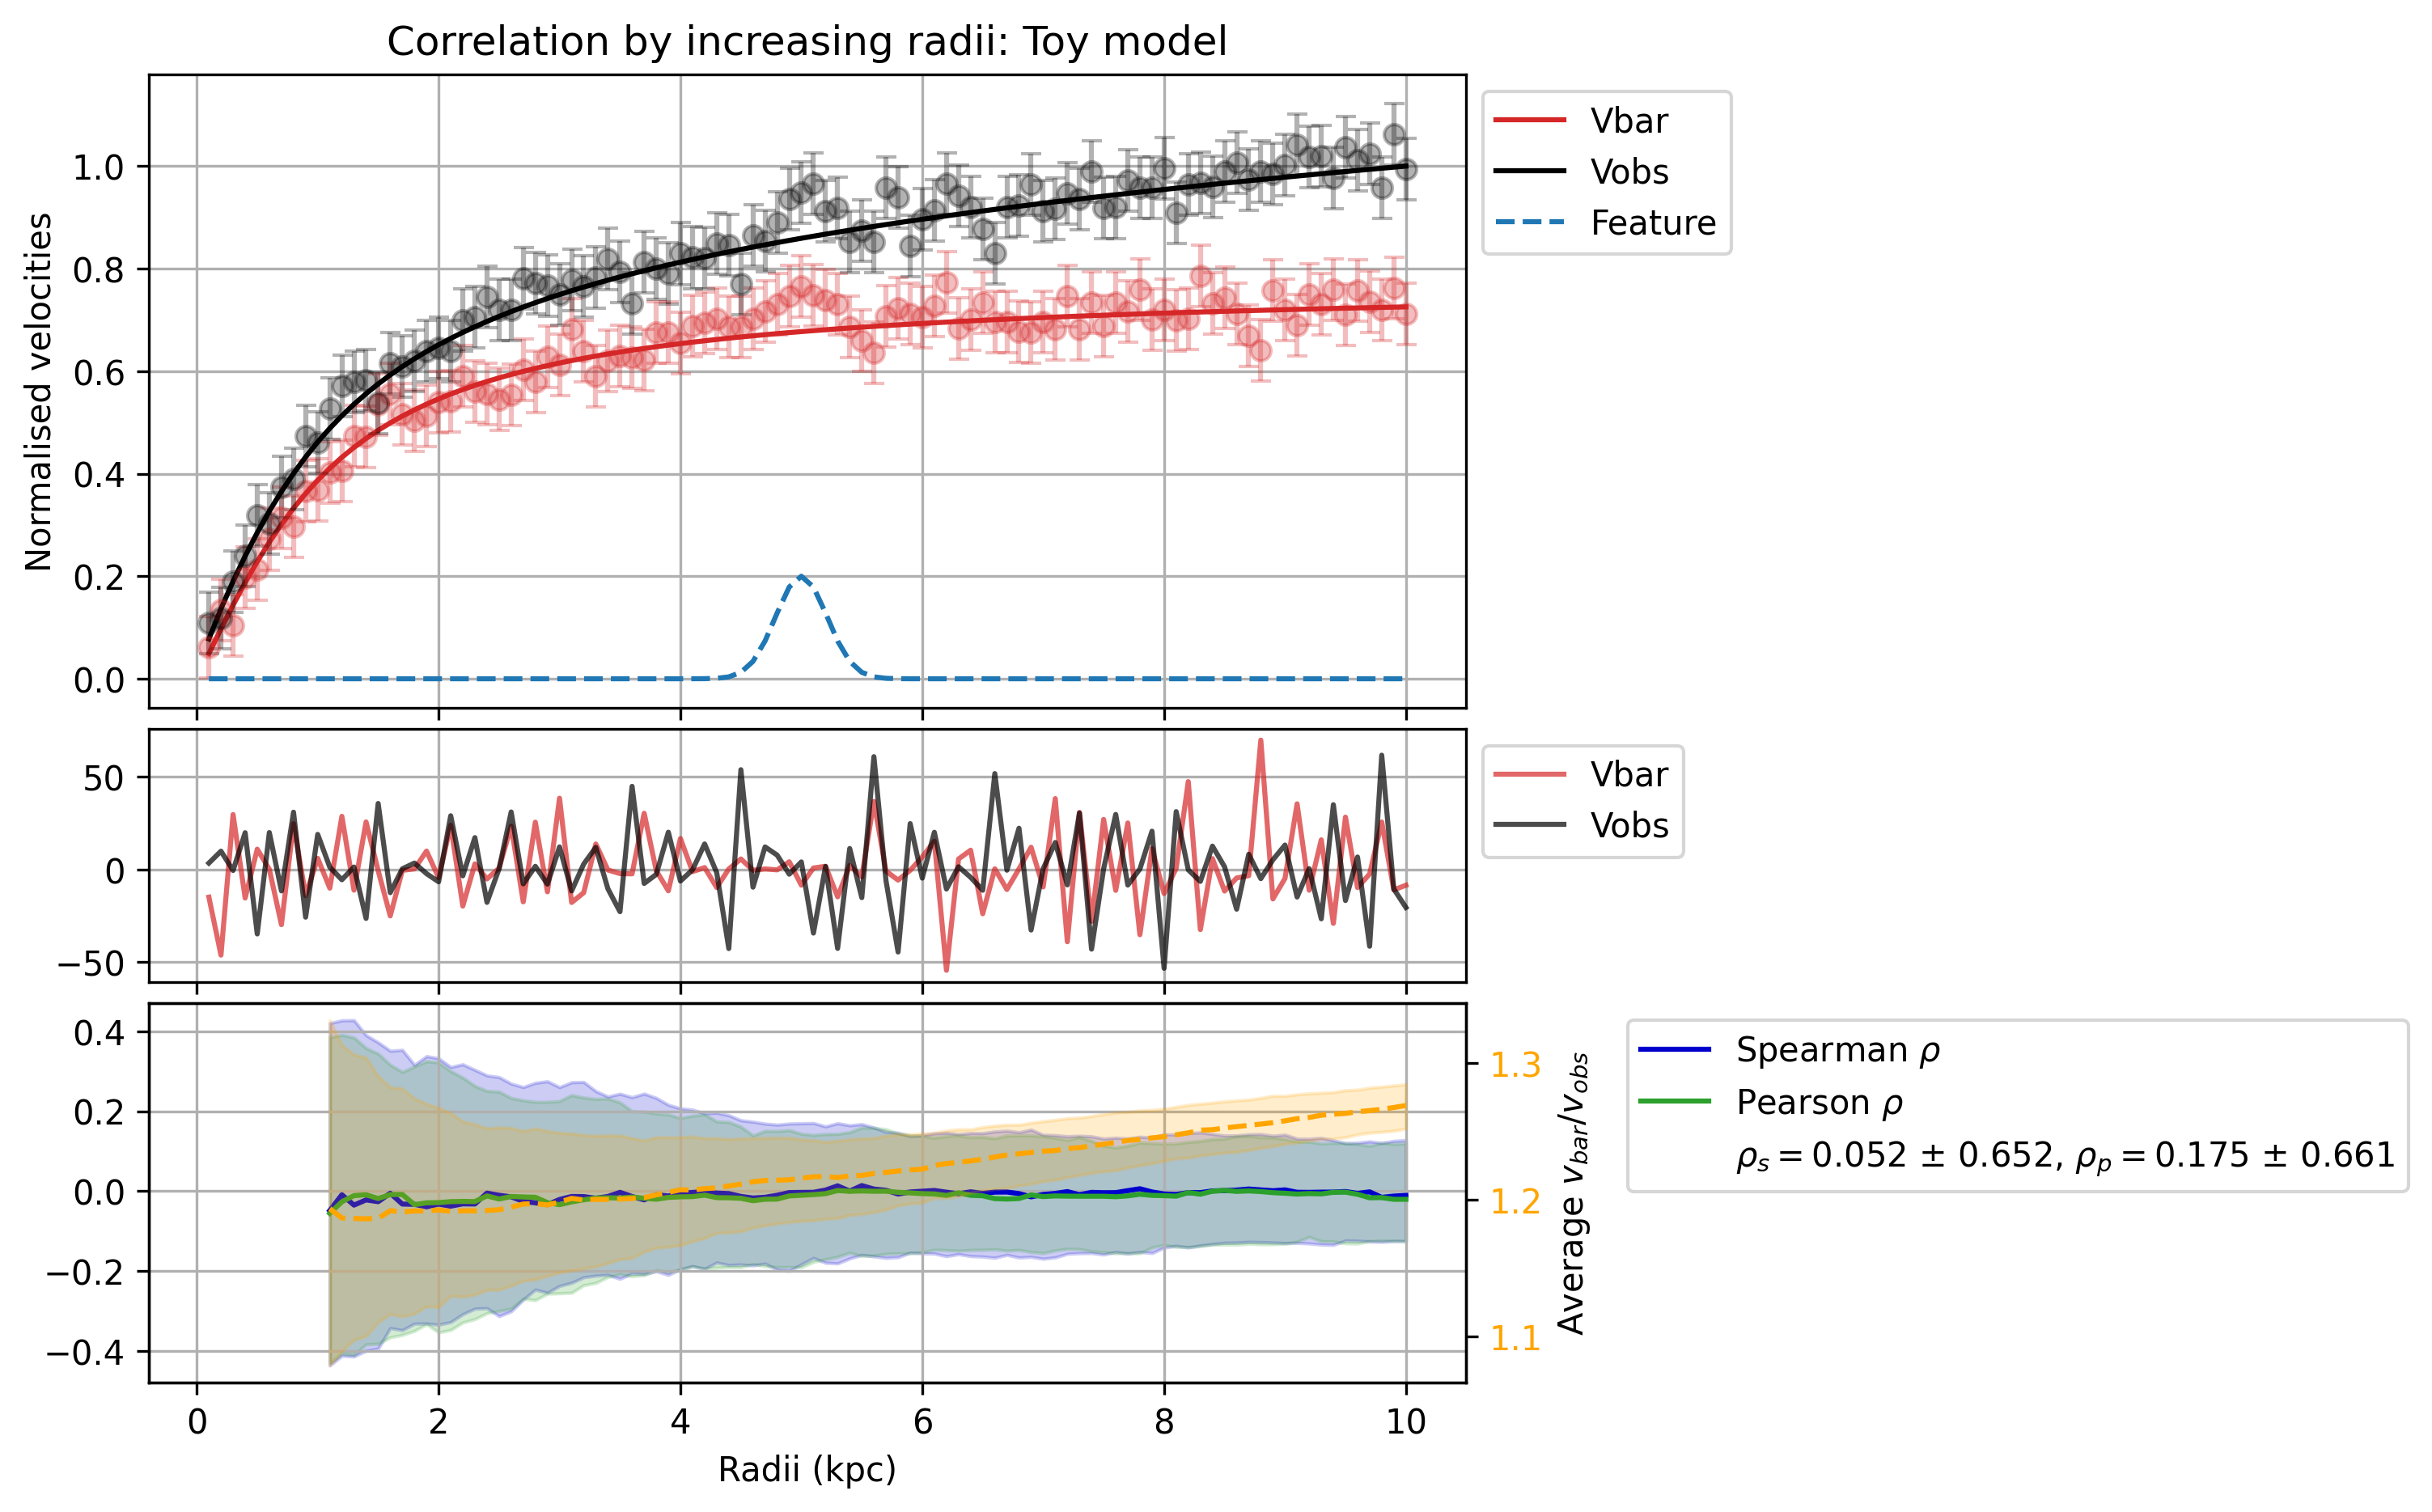 Correlation by increasing radii: Toy model
Normalised velocities
1.0
0.8
0.6
0.4
0.2
0.0
Vbar
Vobs
Feature
50
0
−50
Vbar
Vobs
0.4
0.2
0.0
−0.2
−0.4
1.3
1.2
1.1
Average v_bar/v_obs
Spearman ρ
Pearson ρ
ρ_s = 0.052 ± 0.652, ρ_p = 0.175 ± 0.661
0 2 4 6 8 10
Radii (kpc)